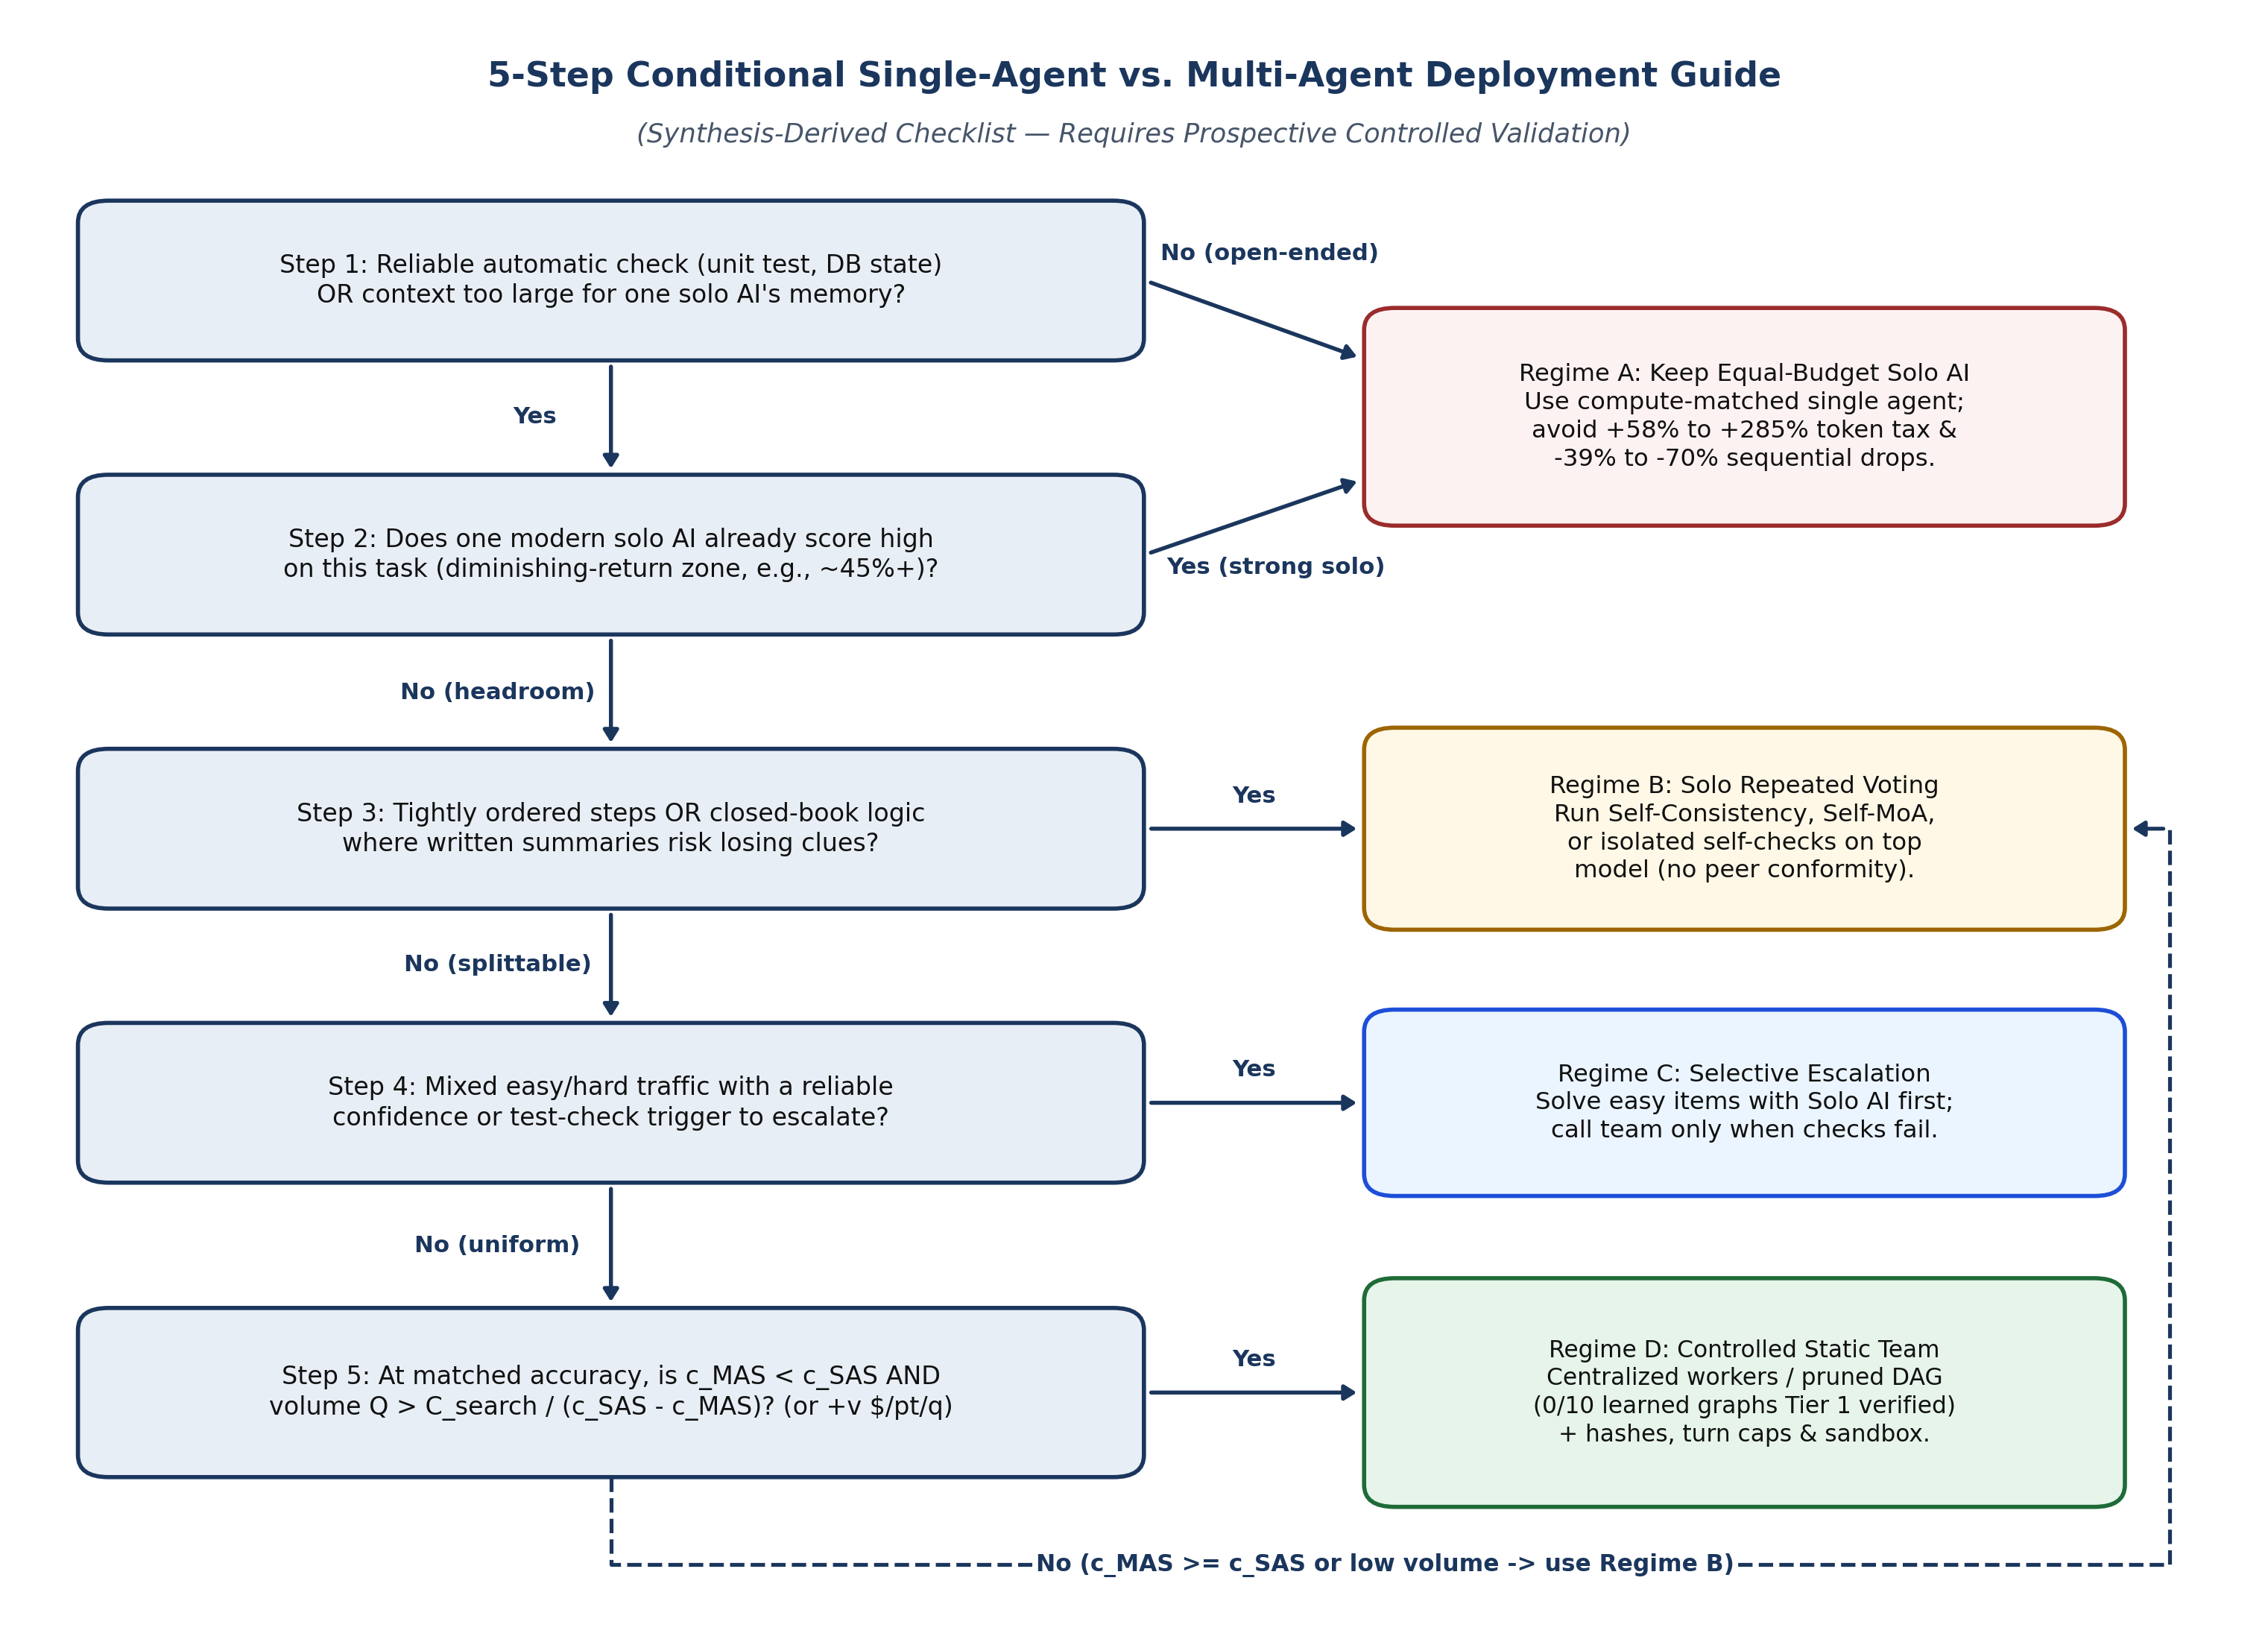 5-Step Conditional Single-Agent vs. Multi-Agent Deployment Guide
(Synthesis-Derived Checklist — Requires Prospective Controlled Validation)
Step 1: Reliable automatic check (unit test, DB state)
OR context too large for one solo AI's memory?
No (open-ended)
Regime A: Keep Equal-Budget Solo AI
Use compute-matched single agent;
avoid +58% to +285% token tax &
-39% to -70% sequential drops.
Yes
Step 2: Does one modern solo AI already score high
on this task (diminishing-return zone, e.g., ~45%+)?
Yes (strong solo)
No (headroom)
Step 3: Tightly ordered steps OR closed-book logic
where written summaries risk losing clues?
Yes
Regime B: Solo Repeated Voting
Run Self-Consistency, Self-MoA,
or isolated self-checks on top
model (no peer conformity).
No (splittable)
Step 4: Mixed easy/hard traffic with a reliable
confidence or test-check trigger to escalate?
Yes
Regime C: Selective Escalation
Solve easy items with Solo AI first;
call team only when checks fail.
No (uniform)
Step 5: At matched accuracy, is c_MAS < c_SAS AND
volume Q > C_search / (c_SAS - c_MAS)? (or +v $/pt/q)
Yes
Regime D: Controlled Static Team
Centralized workers / pruned DAG
(0/10 learned graphs Tier 1 verified)
+ hashes, turn caps & sandbox.
No (c_MAS >= c_SAS or low volume -> use Regime B)